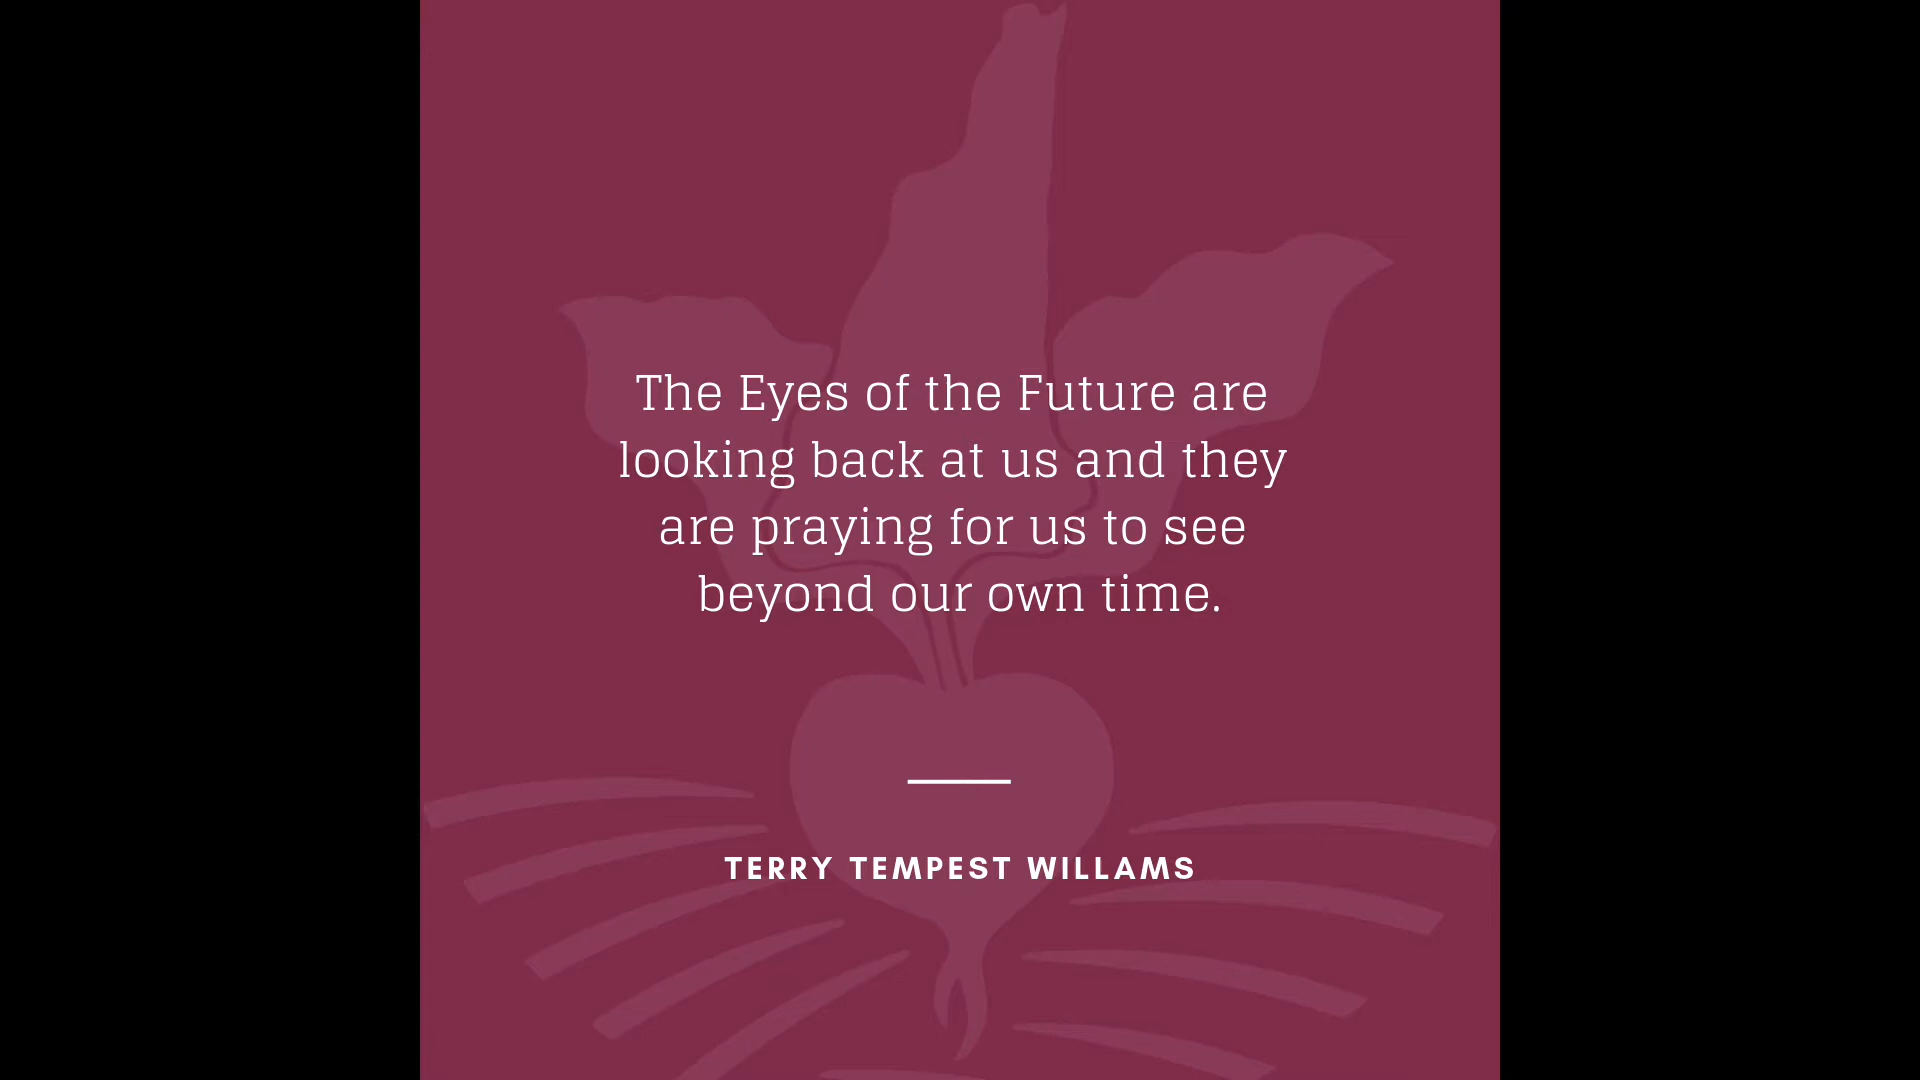 The Eyes of the Future are
looking back at us and they
are praying for us to see
beyond our own time.
TERRY TEMPEST WILLAMS